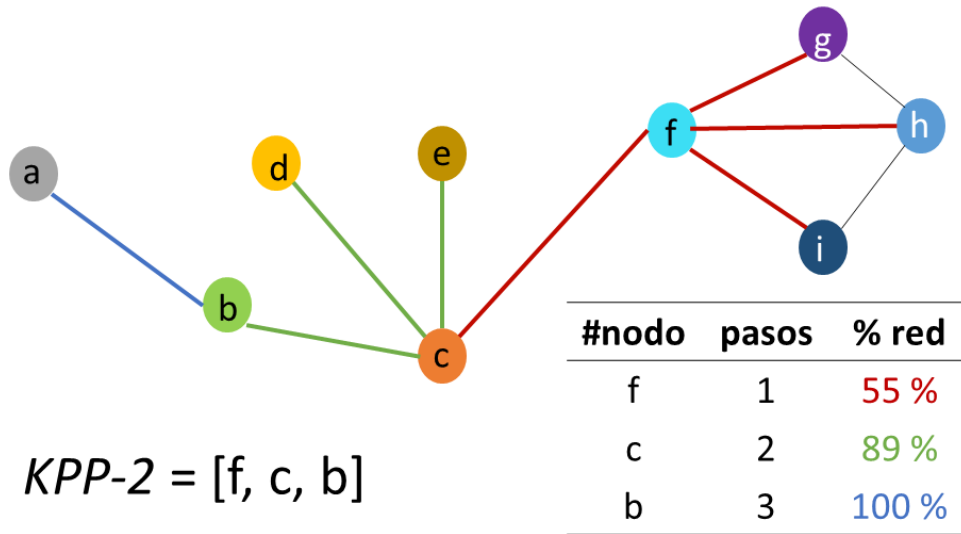 g
f
h
e
d
a
i
b
c
#nodo pasos % red
f 1 55 %
c 2 89 %
b 3 100 %
KPP-2 = [f, c, b]